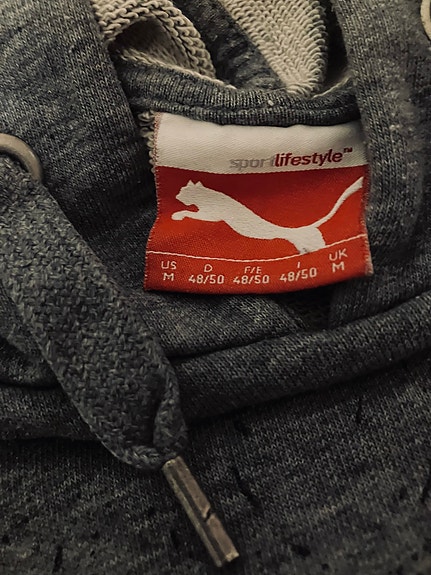 sportlifestyle™
US D F/E I UK
M 48/50 48/50 48/50 M